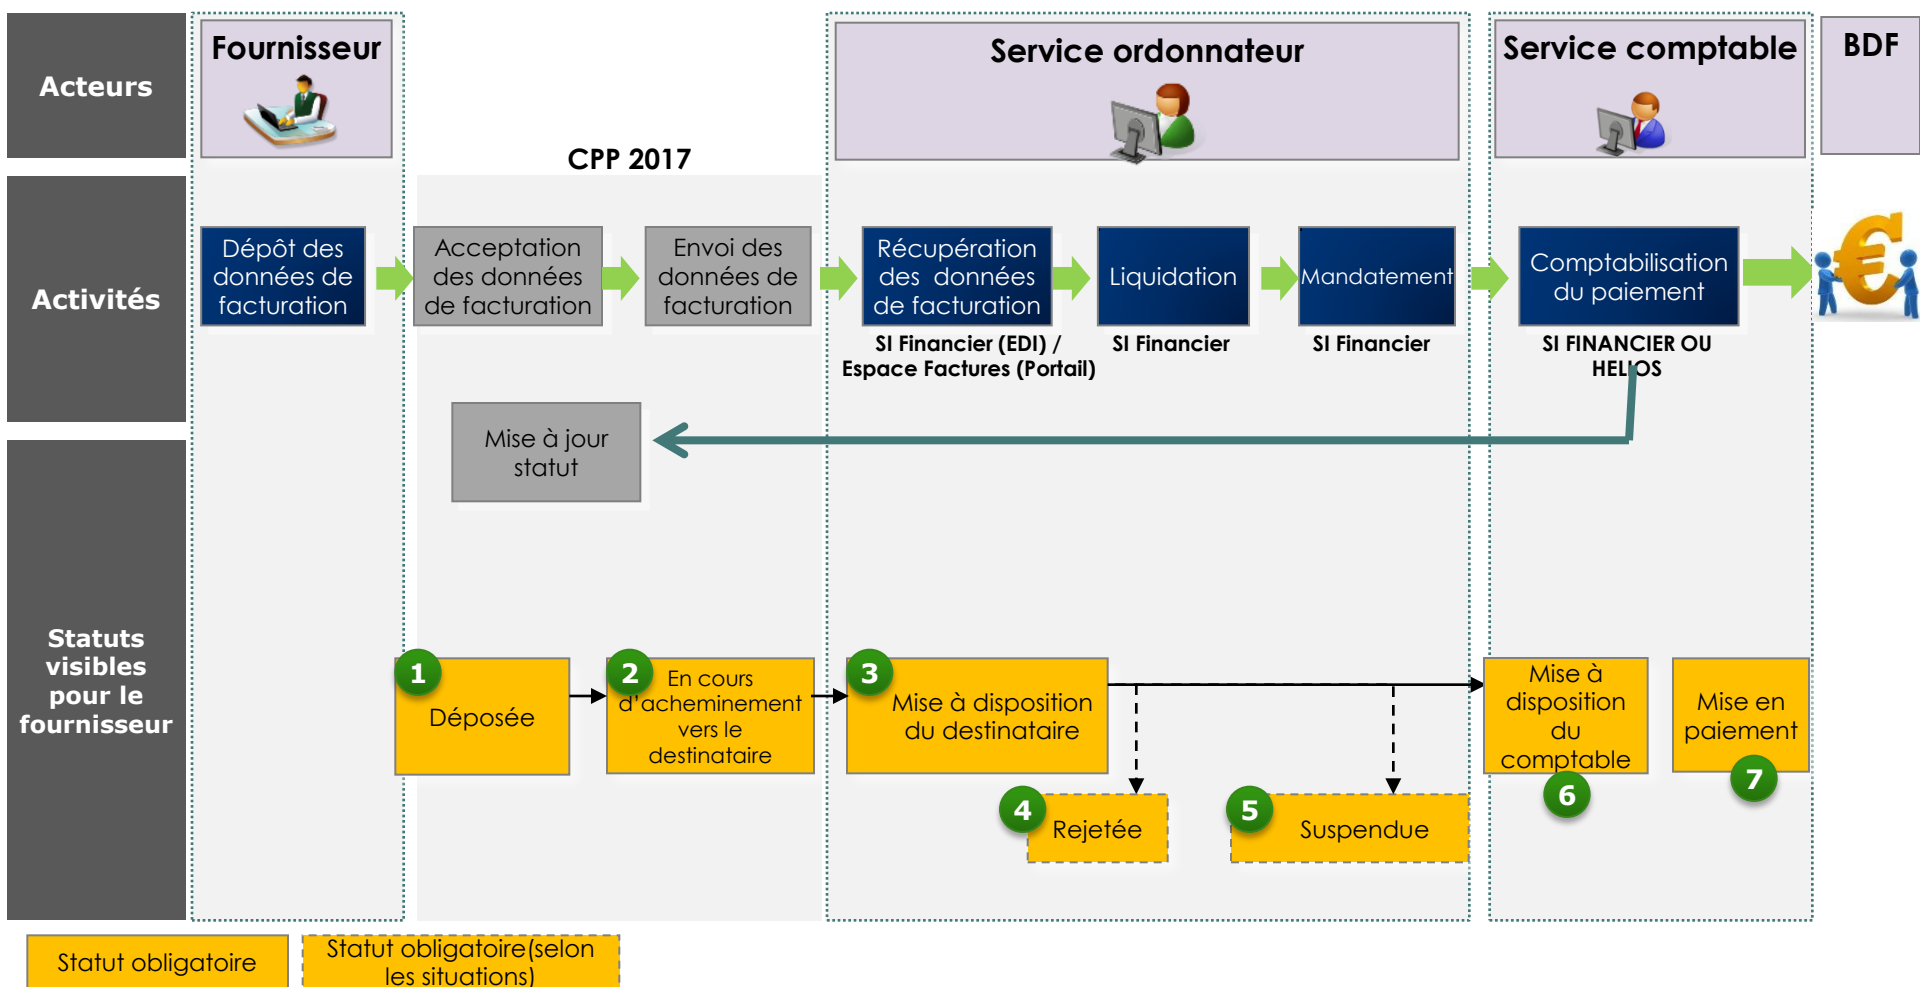 Acteurs
Fournisseur
CPP 2017
Service ordonnateur
Service comptable
BDF
Activités
Dépôt des
données de
facturation
Acceptation
des données
de facturation
Envoi des
données de
facturation
Récupération
des données
de facturation
SI Financier (EDI) /
Espace Factures (Portail)
Liquidation
SI Financier
Mandatement
SI Financier
Comptabilisation
du paiement
SI FINANCIER OU
HELIOS
Mise à jour
statut
Statuts
visibles
pour le
fournisseur
1
Déposée
2
En cours
d'acheminement
vers le
destinataire
3
Mise à disposition
du destinataire
4
Rejetée
5
Suspendue
Mise à
disposition
du
comptable
6
Mise en
paiement
7
Statut obligatoire
Statut obligatoire(selon
les situations)